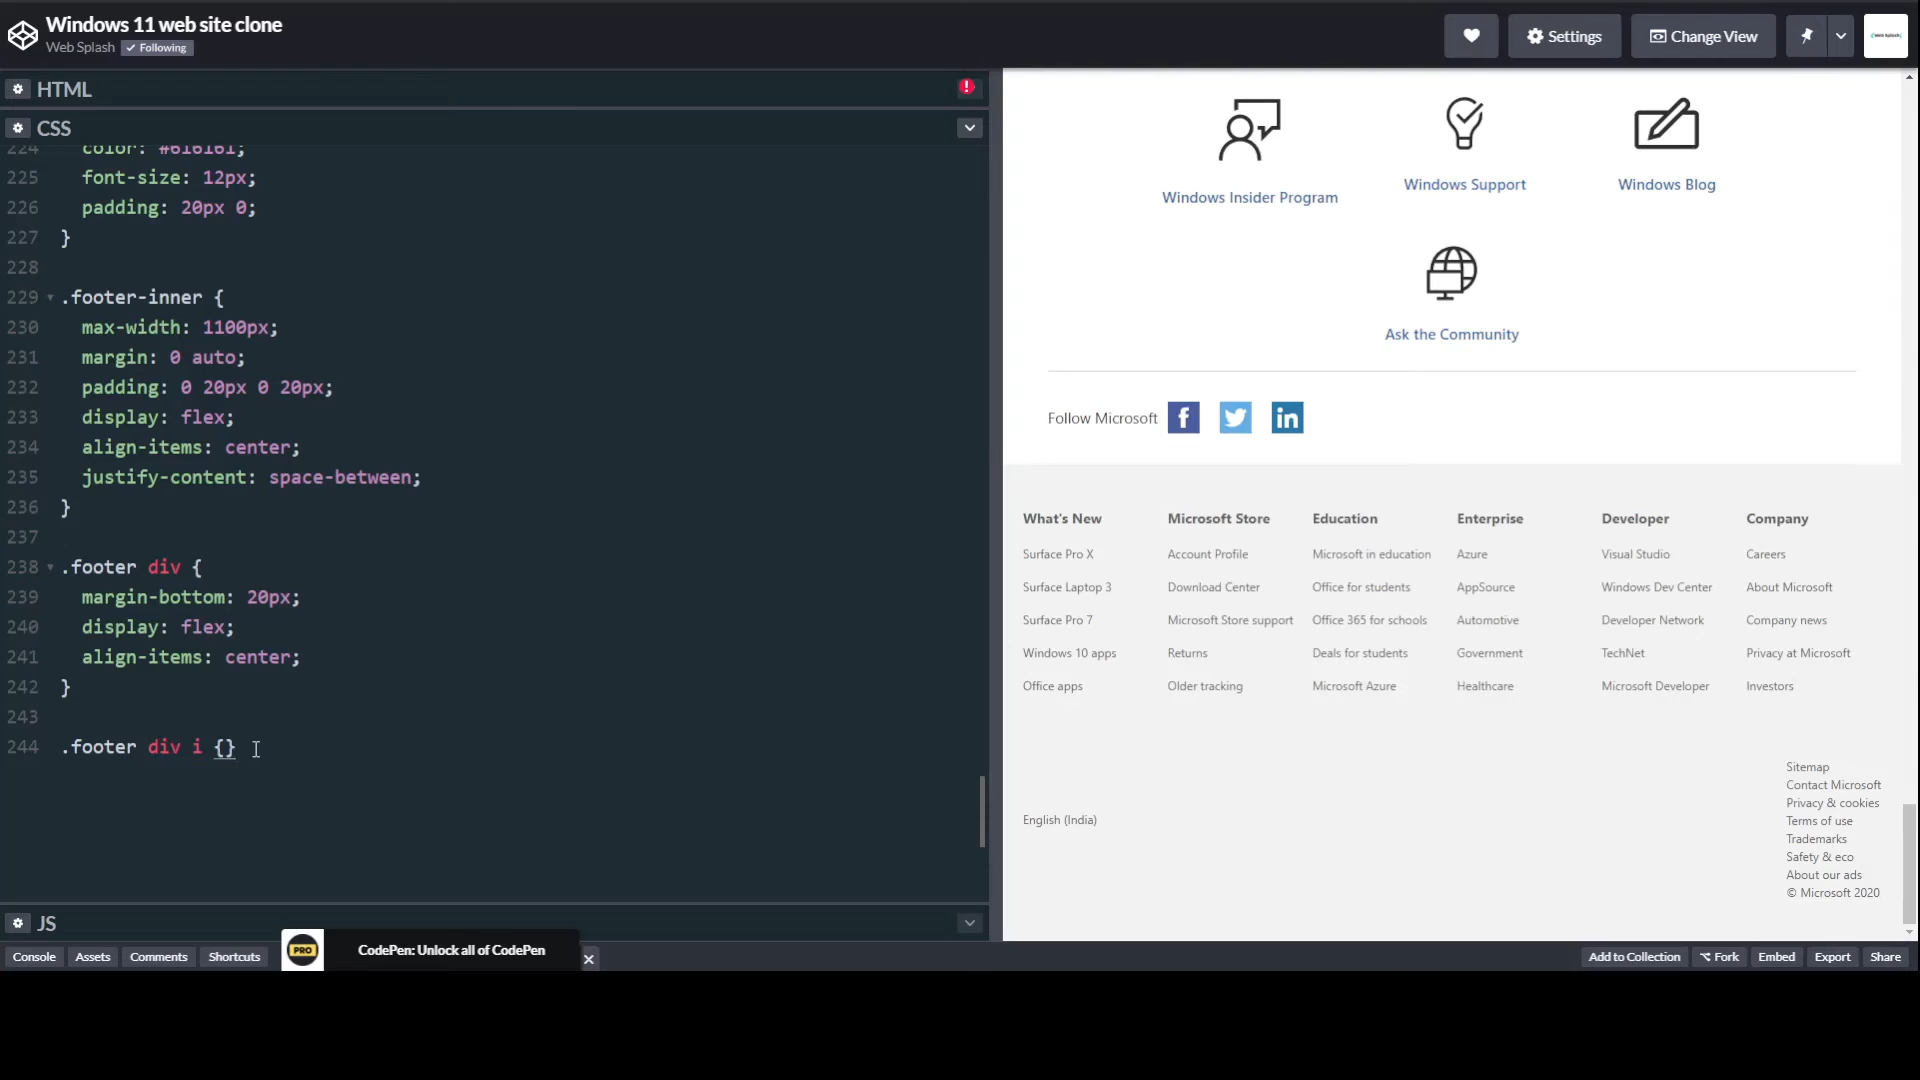 Windows 11 web site clone
Web Splash ✓ Following
Settings
Change View
HTML
CSS
224 color: #616161;
225 font-size: 12px;
226 padding: 20px 0;
227 }
228
229 .footer-inner {
230 max-width: 1100px;
231 margin: 0 auto;
232 padding: 0 20px 0 20px;
233 display: flex;
234 align-items: center;
235 justify-content: space-between;
236 }
237
238 .footer div {
239 margin-bottom: 20px;
240 display: flex;
241 align-items: center;
242 }
243
244 .footer div i {}
JS
Windows Insider Program
Windows Support
Windows Blog
Ask the Community
Follow Microsoft
What's New Microsoft Store Education Enterprise Developer Company
Surface Pro X Account Profile Microsoft in education Azure Visual Studio Careers
Surface Laptop 3 Download Center Office for students AppSource Windows Dev Center About Microsoft
Surface Pro 7 Microsoft Store support Office 365 for schools Automotive Developer Network Company news
Windows 10 apps Returns Deals for students Government TechNet Privacy at Microsoft
Office apps Older tracking Microsoft Azure Healthcare Microsoft Developer Investors
English (India)
Sitemap
Contact Microsoft
Privacy & cookies
Terms of use
Trademarks
Safety & eco
About our ads
© Microsoft 2020
Console Assets Comments Shortcuts
PRO CodePen: Unlock all of CodePen
Add to Collection Fork Embed Export Share